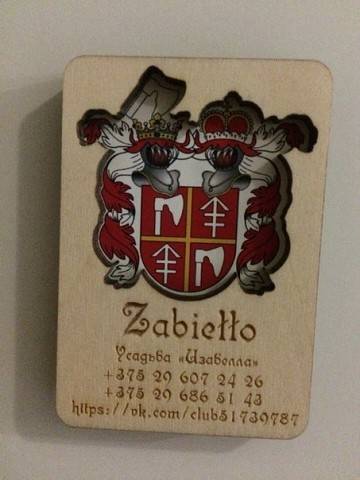 Zabiełło
Усадьба «Изабелла»
+375 29 607 24 26
+375 29 686 51 43
https://vk.com/club51739787